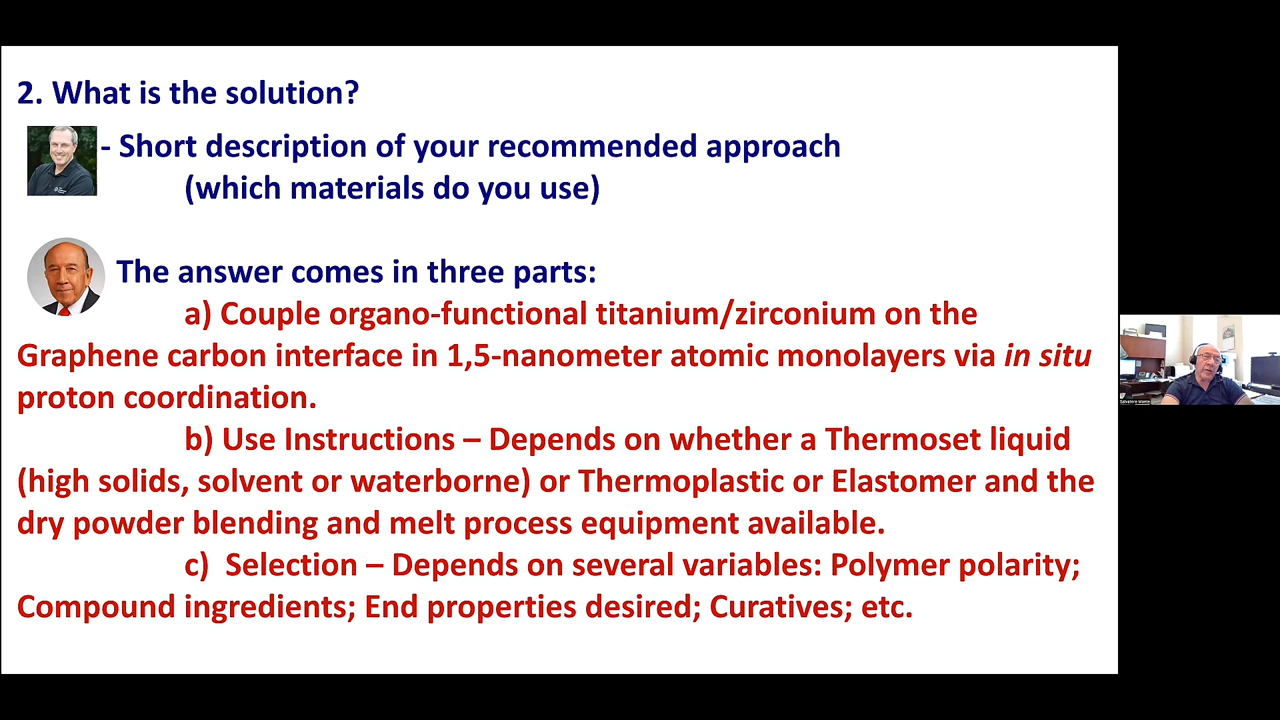 2. What is the solution?
- Short description of your recommended approach
(which materials do you use)
The answer comes in three parts:
a) Couple organo-functional titanium/zirconium on the
Graphene carbon interface in 1,5-nanometer atomic monolayers via in situ
proton coordination.
b) Use Instructions – Depends on whether a Thermoset liquid
(high solids, solvent or waterborne) or Thermoplastic or Elastomer and the
dry powder blending and melt process equipment available.
c) Selection – Depends on several variables: Polymer polarity;
Compound ingredients; End properties desired; Curatives; etc.
Salvatore Monte